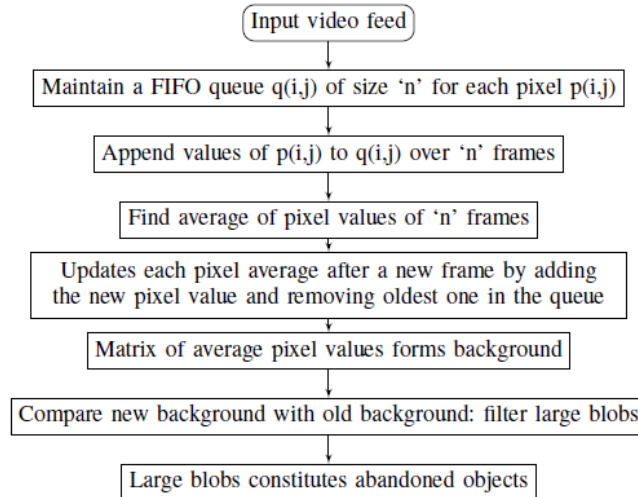 Input video feed
Maintain a FIFO queue q(i,j) of size ‘n’ for each pixel p(i,j)
Append values of p(i,j) to q(i,j) over ‘n’ frames
Find average of pixel values of ‘n’ frames
Updates each pixel average after a new frame by adding
the new pixel value and removing oldest one in the queue
Matrix of average pixel values forms background
Compare new background with old background: filter large blobs
Large blobs constitutes abandoned objects